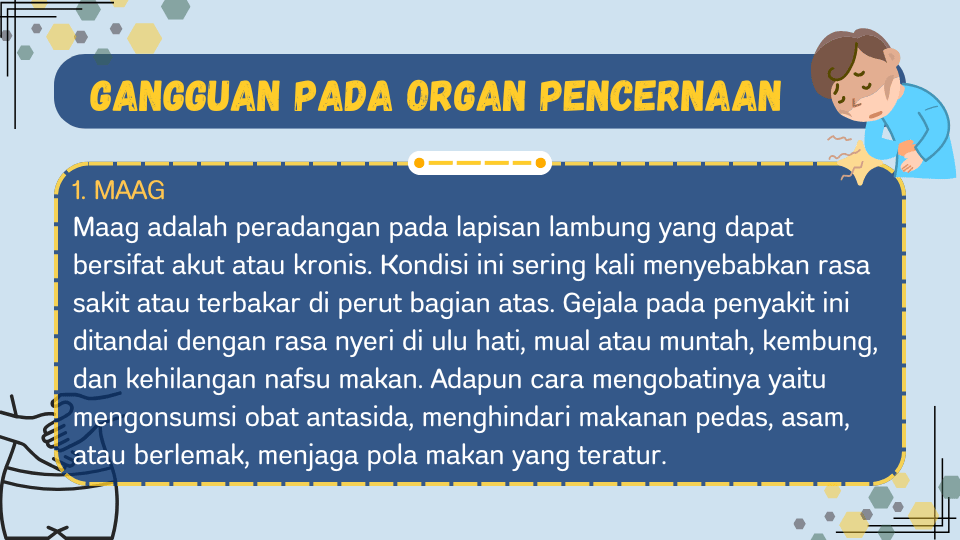 GANGGUAN PADA ORGAN PENCERNAAN
1. MAAG
Maag adalah peradangan pada lapisan lambung yang dapat
bersifat akut atau kronis. Kondisi ini sering kali menyebabkan rasa
sakit atau terbakar di perut bagian atas. Gejala pada penyakit ini
ditandai dengan rasa nyeri di ulu hati, mual atau muntah, kembung,
dan kehilangan nafsu makan. Adapun cara mengobatinya yaitu
mengonsumsi obat antasida, menghindari makanan pedas, asam,
atau berlemak, menjaga pola makan yang teratur.